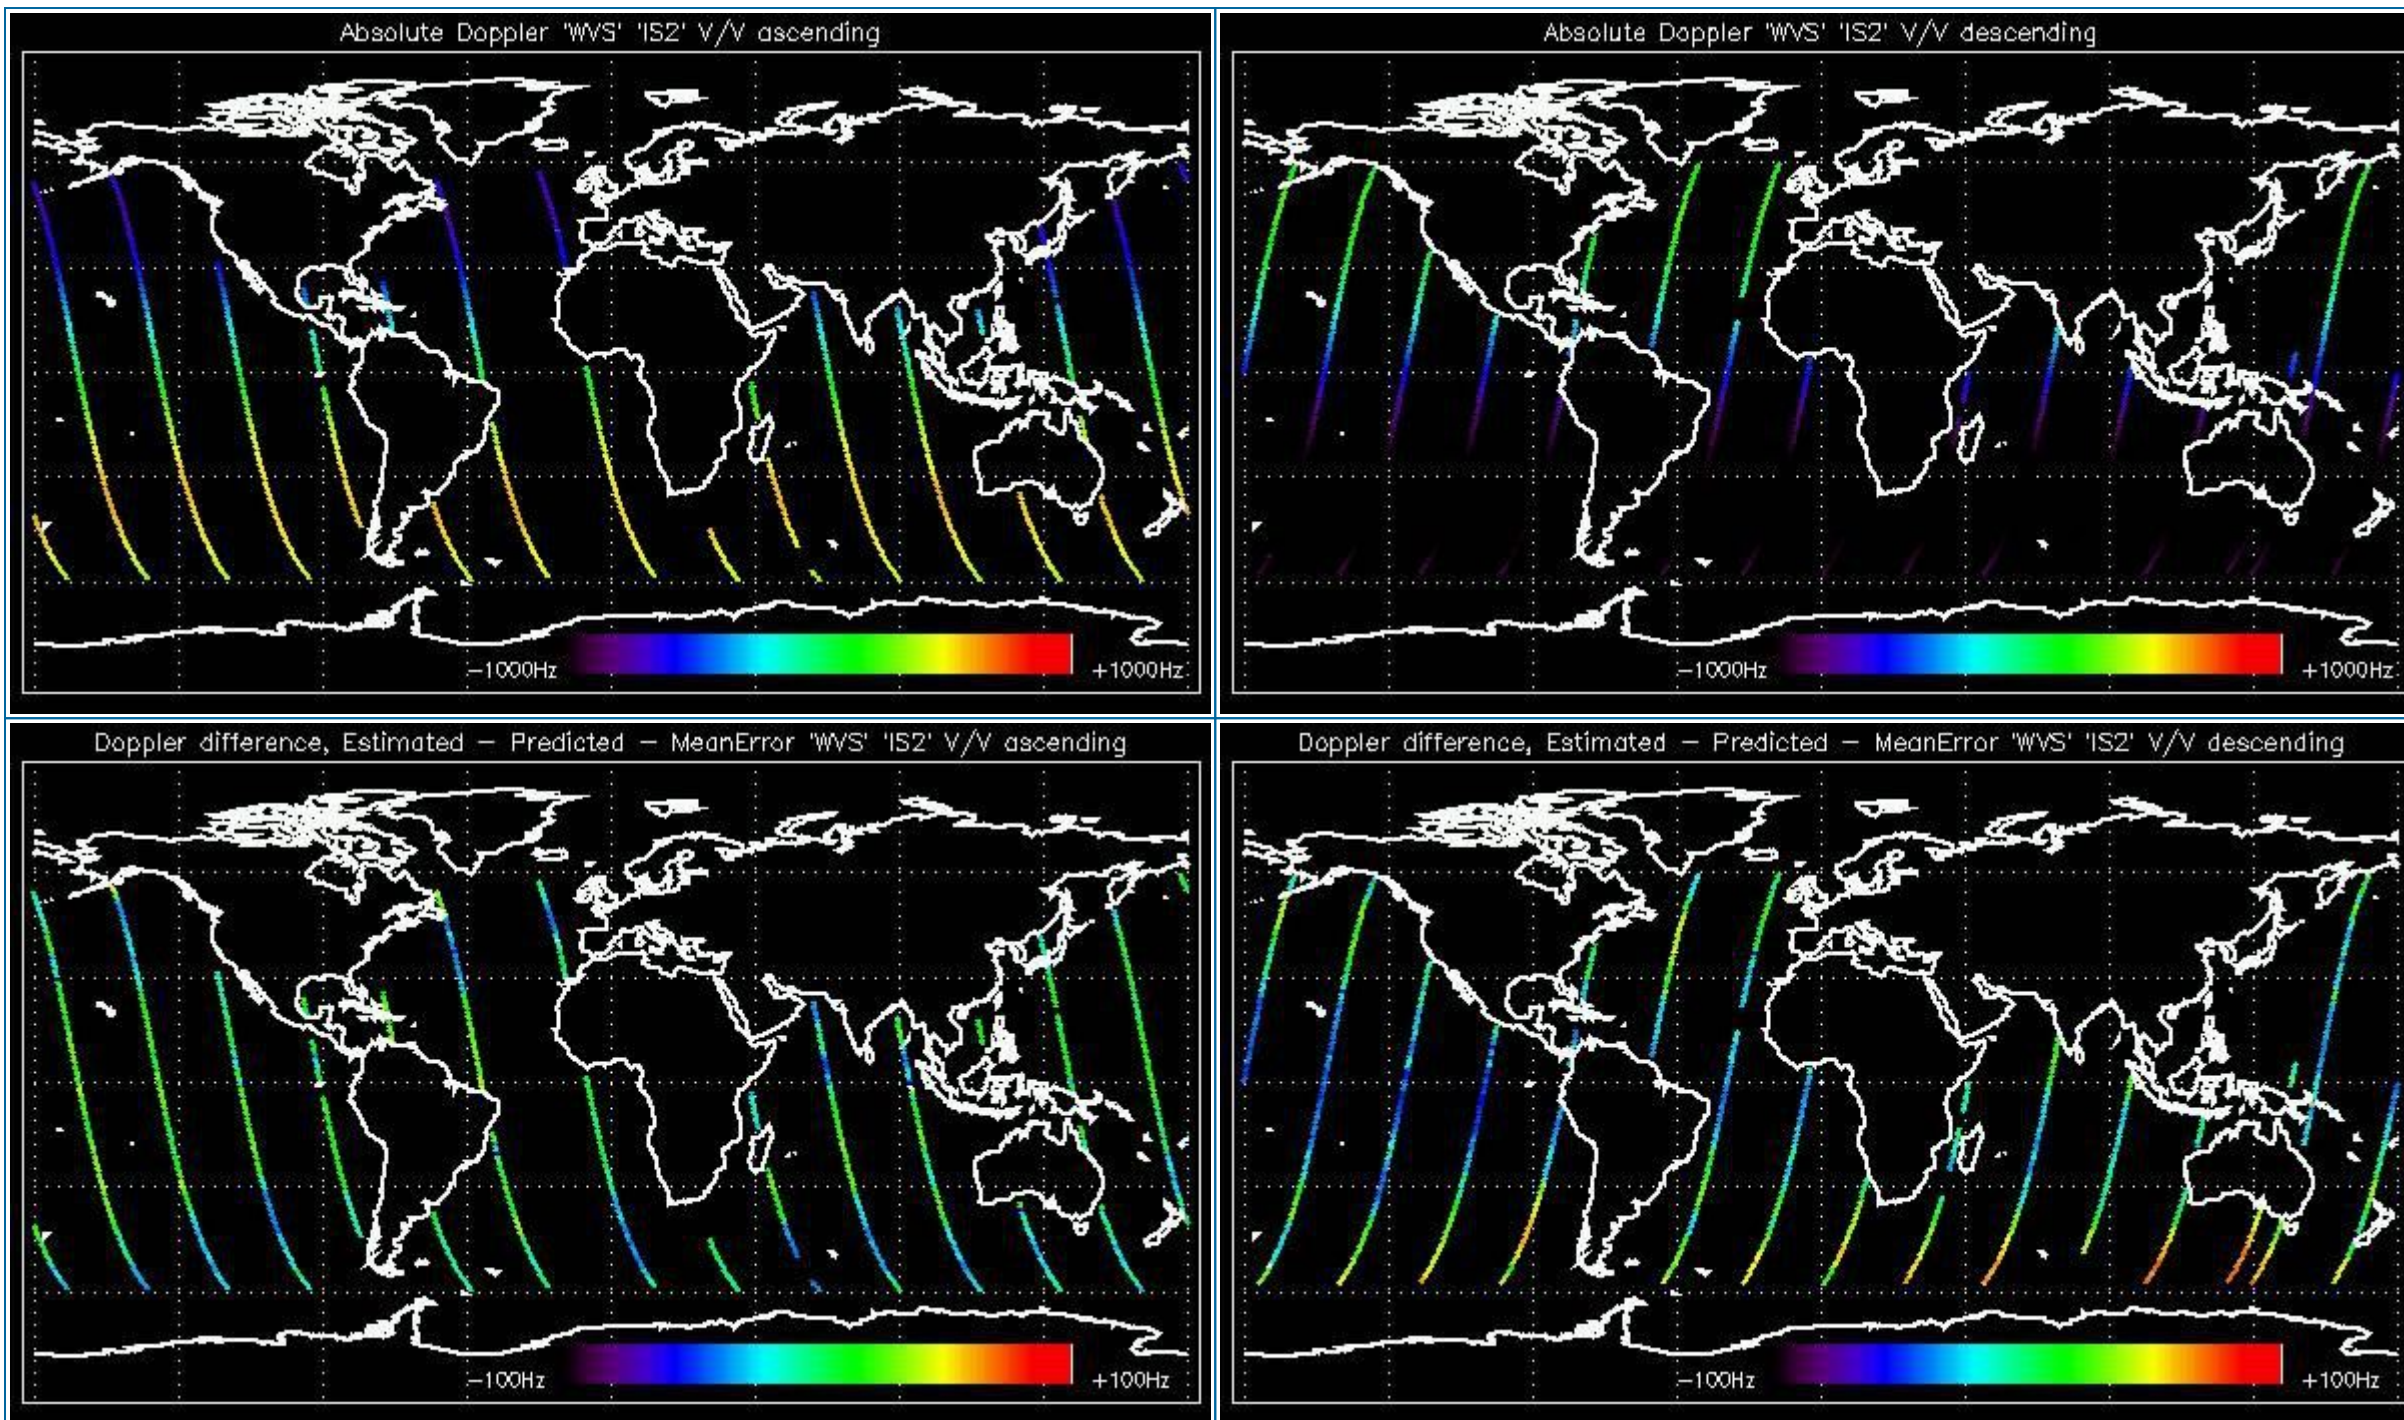 Absolute Doppler 'WVS' 'IS2' V/V ascending
-1000Hz
+1000Hz
Absolute Doppler 'WVS' 'IS2' V/V descending
-1000Hz
+1000Hz
Doppler difference, Estimated - Predicted - MeanError 'WVS' 'IS2' V/V ascending
-100Hz
+100Hz
Doppler difference, Estimated - Predicted - MeanError 'WVS' 'IS2' V/V descending
-100Hz
+100Hz